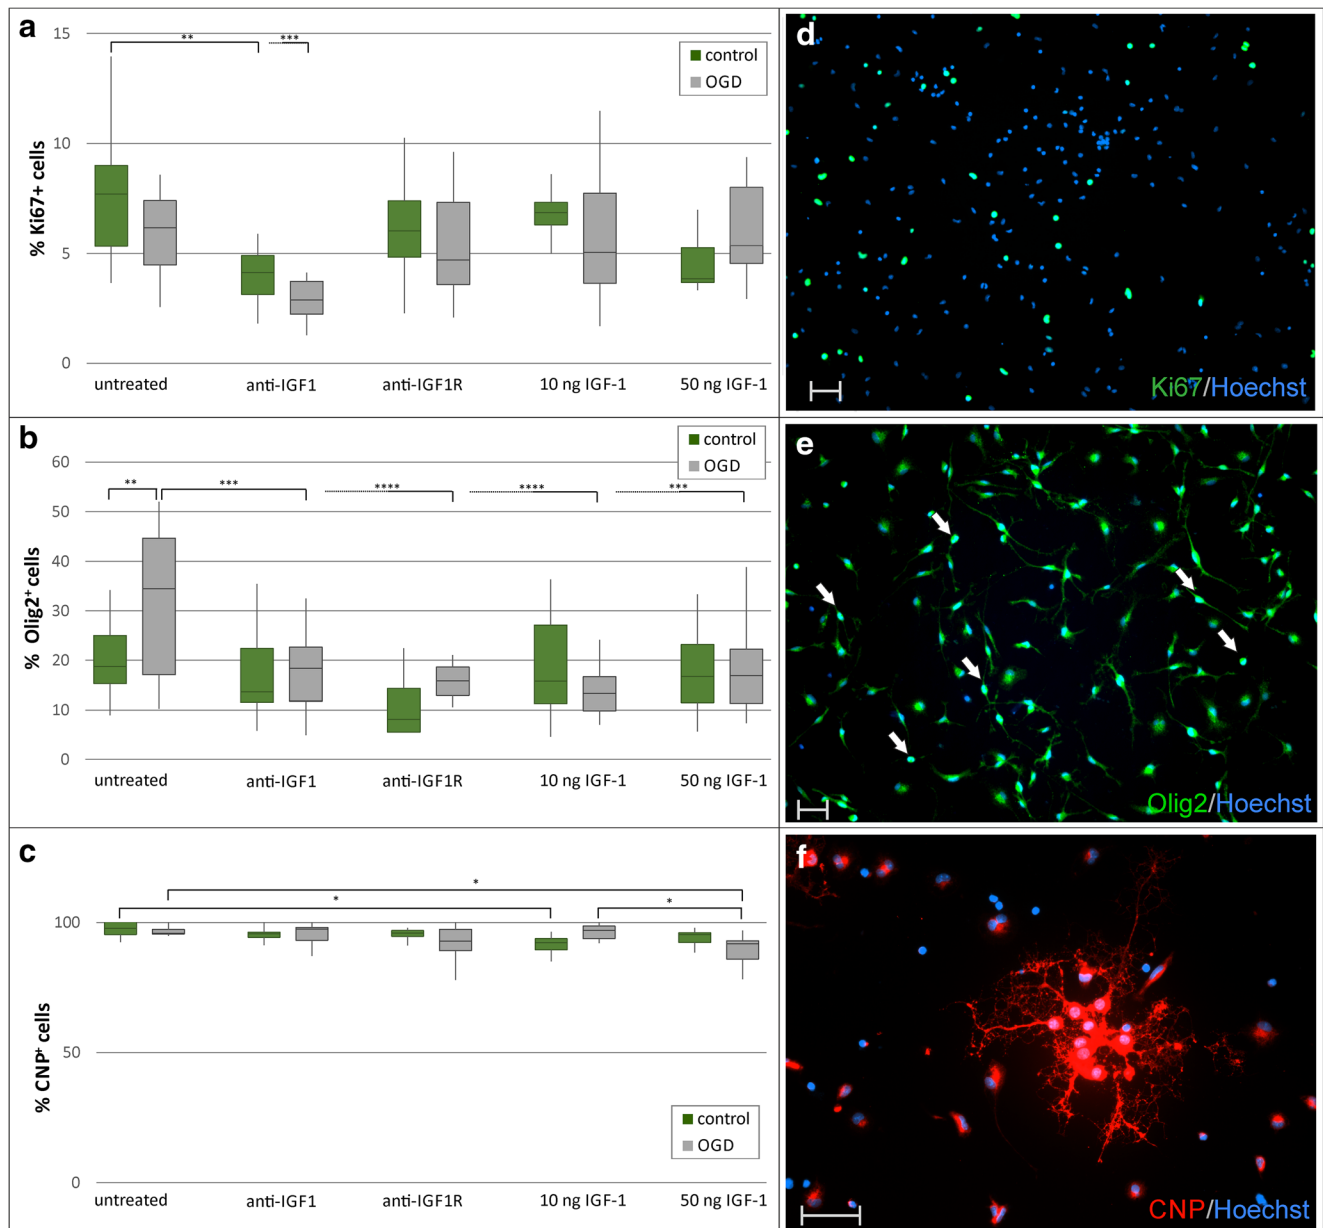 a
15
**
***
control
OGD
10
% Ki67+ cells
5
0
untreated anti-IGF1 anti-IGF1R 10 ng IGF-1 50 ng IGF-1
d
Ki67/Hoechst
b
control
OGD
60
** *** **** **** ***
50
40
% Olig2⁺ cells
30
20
10
0
untreated anti-IGF1 anti-IGF1R 10 ng IGF-1 50 ng IGF-1
e
Olig2/Hoechst
c
*
* *
100
% CNP⁺ cells
50
control
OGD
0
untreated anti-IGF1 anti-IGF1R 10 ng IGF-1 50 ng IGF-1
f
CNP/Hoechst